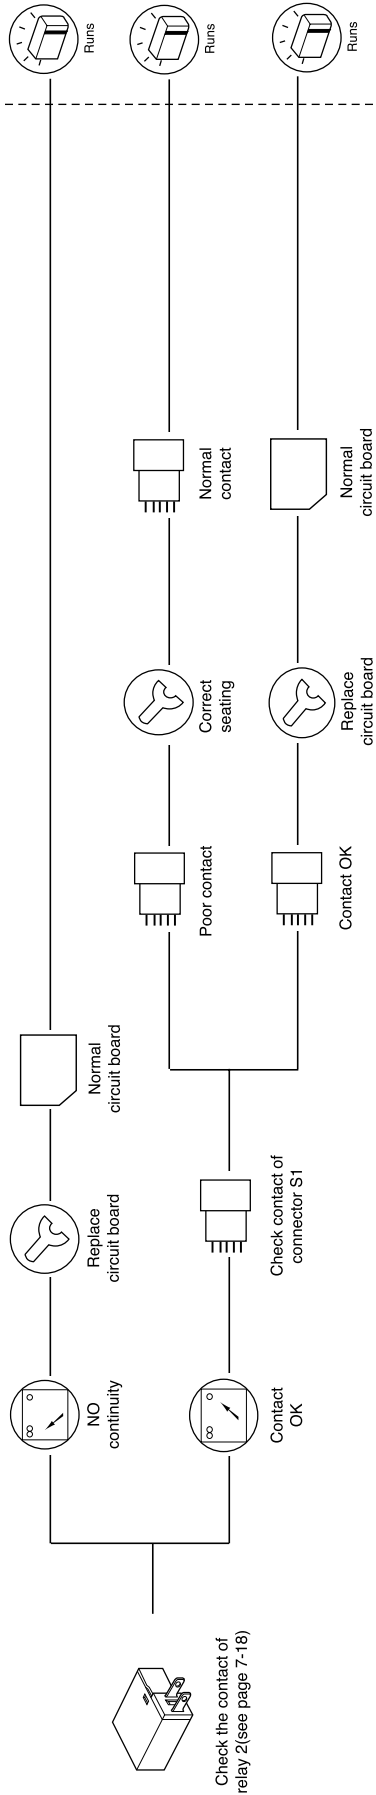 Check the contact of
relay 2(see page 7-18)
NO
continuity
Replace
circuit board
Normal
circuit board
Runs
Contact
OK
Check contact of
connector S1
Poor contact
Correct
seating
Normal
contact
Runs
Contact OK
Replace
circuit board
Normal
circuit board
Runs